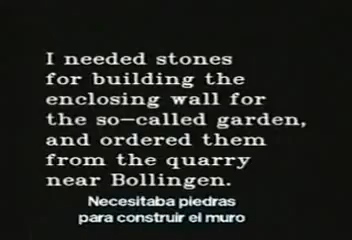 I needed stones
for building the
enclosing wall for
the so-called garden,
and ordered them
from the quarry
near Bollingen.
Necesitaba piedras
para construir el muro